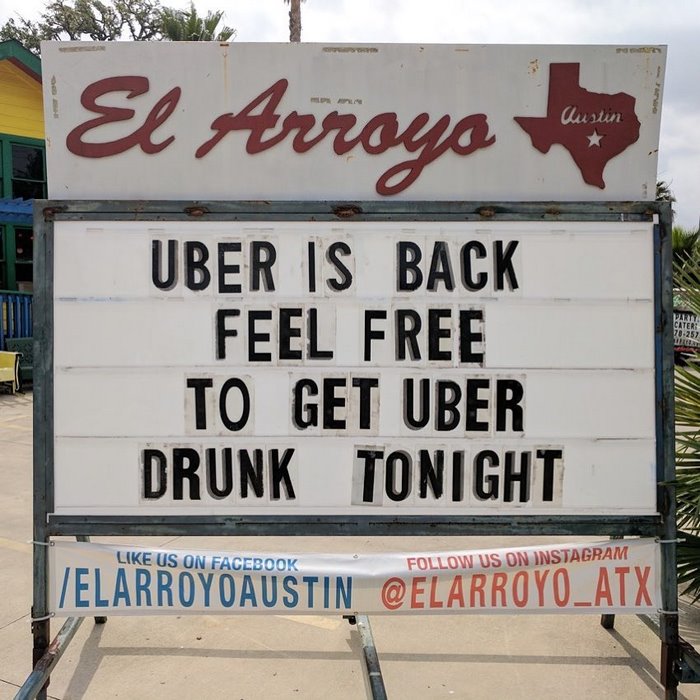 El Arroyo
Austin
UBER IS BACK
FEEL FREE
TO GET UBER
DRUNK TONIGHT
LIKE US ON FACEBOOK
/ELARROYOAUSTIN
FOLLOW US ON INSTAGRAM
@ELARROYO_ATX